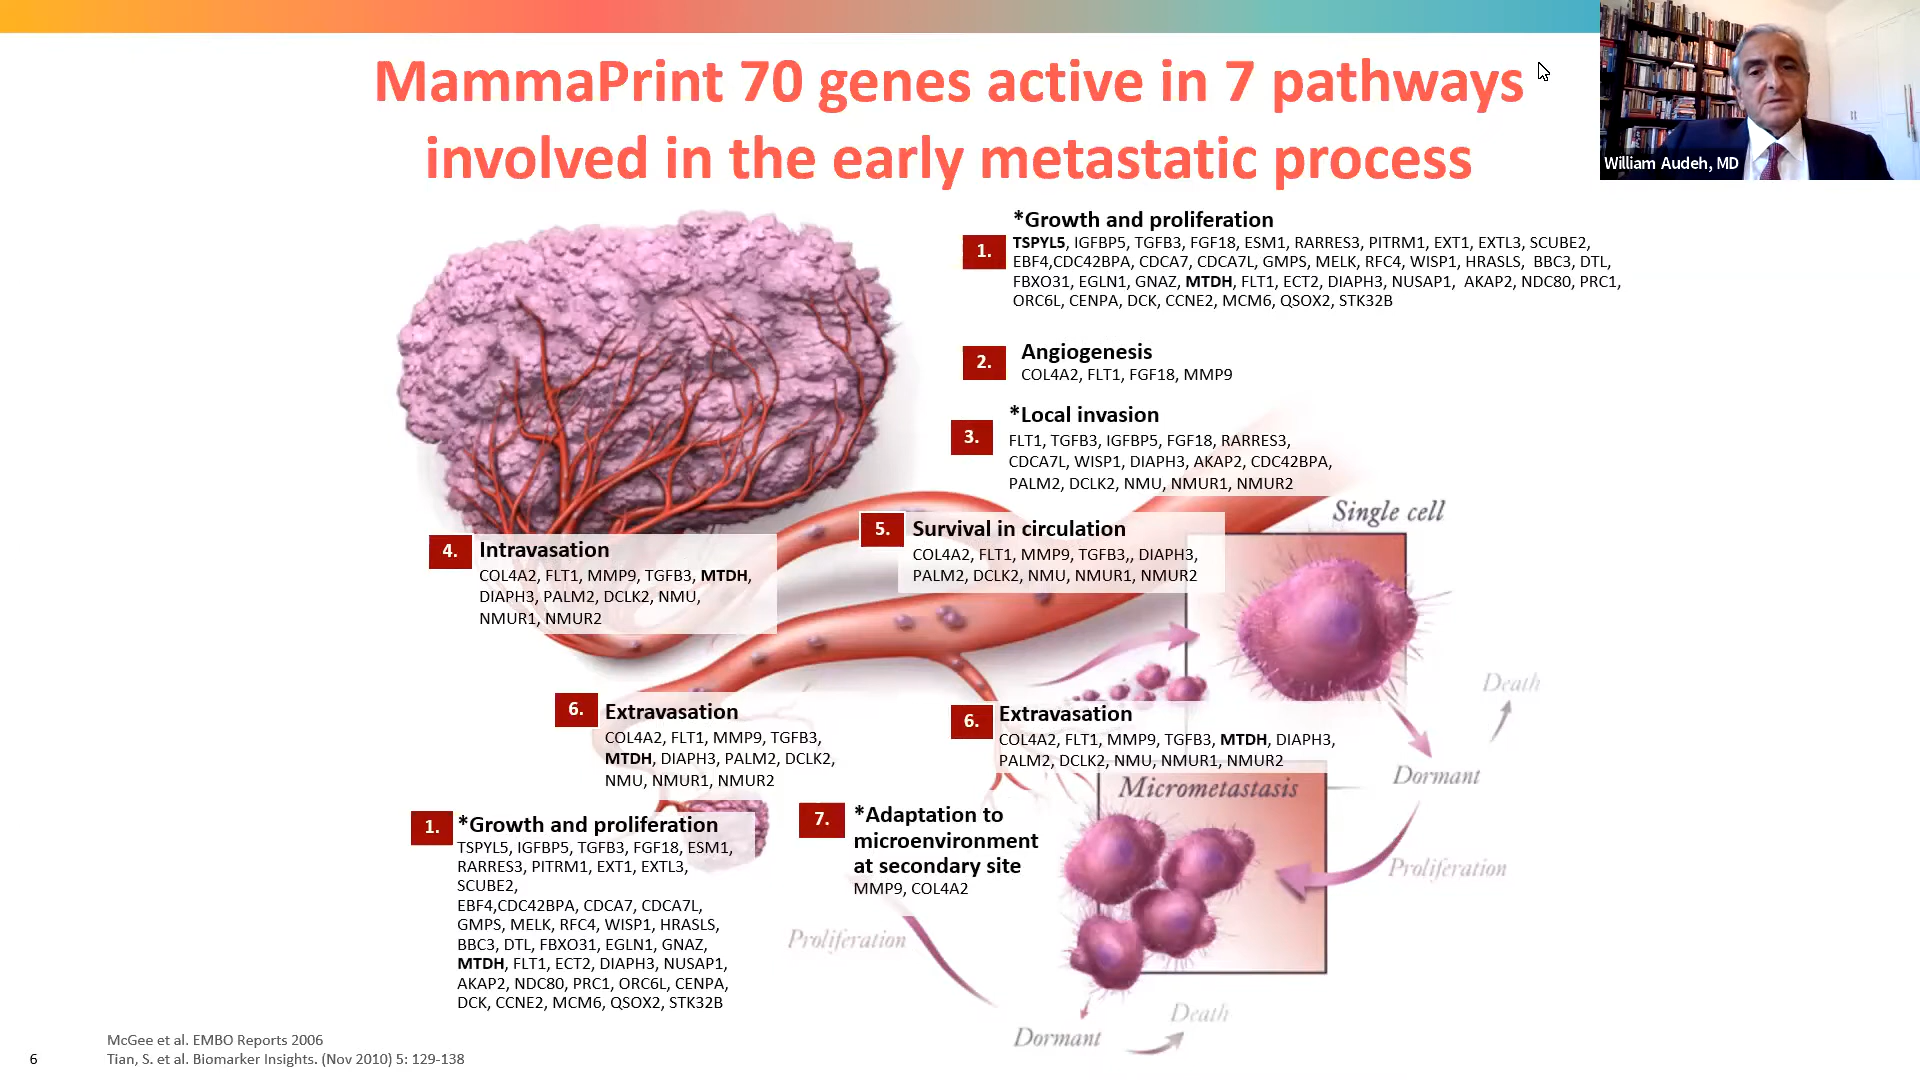 MammaPrint 70 genes active in 7 pathways
involved in the early metastatic process
William Audeh, MD
*Growth and proliferation
1.
TSPYL5, IGFBP5, TGFB3, FGF18, ESM1, RARRES3, PITRM1, EXT1, EXTL3, SCUBE2,
EBF4,CDC42BPA, CDCA7, CDCA7L, GMPS, MELK, RFC4, WISP1, HRASLS, BBC3, DTL,
FBXO31, EGLN1, GNAZ, MTDH, FLT1, ECT2, DIAPH3, NUSAP1, AKAP2, NDC80, PRC1,
ORC6L, CENPA, DCK, CCNE2, MCM6, QSOX2, STK32B
2.
Angiogenesis
COL4A2, FLT1, FGF18, MMP9
*Local invasion
3.
FLT1, TGFB3, IGFBP5, FGF18, RARRES3,
CDCA7L, WISP1, DIAPH3, AKAP2, CDC42BPA,
PALM2, DCLK2, NMU, NMUR1, NMUR2
4.
Intravasation
COL4A2, FLT1, MMP9, TGFB3, MTDH,
DIAPH3, PALM2, DCLK2, NMU,
NMUR1, NMUR2
5.
Survival in circulation
COL4A2, FLT1, MMP9, TGFB3,, DIAPH3,
PALM2, DCLK2, NMU, NMUR1, NMUR2
Single cell
6.
Extravasation
COL4A2, FLT1, MMP9, TGFB3,
MTDH, DIAPH3, PALM2, DCLK2,
NMU, NMUR1, NMUR2
6.
Extravasation
COL4A2, FLT1, MMP9, TGFB3, MTDH, DIAPH3,
PALM2, DCLK2, NMU, NMUR1, NMUR2
Death
Dormant
Micrometastasis
Proliferation
1.
*Growth and proliferation
TSPYL5, IGFBP5, TGFB3, FGF18, ESM1,
RARRES3, PITRM1, EXT1, EXTL3,
SCUBE2,
EBF4,CDC42BPA, CDCA7, CDCA7L,
GMPS, MELK, RFC4, WISP1, HRASLS,
BBC3, DTL, FBXO31, EGLN1, GNAZ,
MTDH, FLT1, ECT2, DIAPH3, NUSAP1,
AKAP2, NDC80, PRC1, ORC6L, CENPA,
DCK, CCNE2, MCM6, QSOX2, STK32B
7.
*Adaptation to
microenvironment
at secondary site
MMP9, COL4A2
Proliferation
Dormant
Death
McGee et al. EMBO Reports 2006
6
Tian, S. et al. Biomarker Insights. (Nov 2010) 5: 129-138